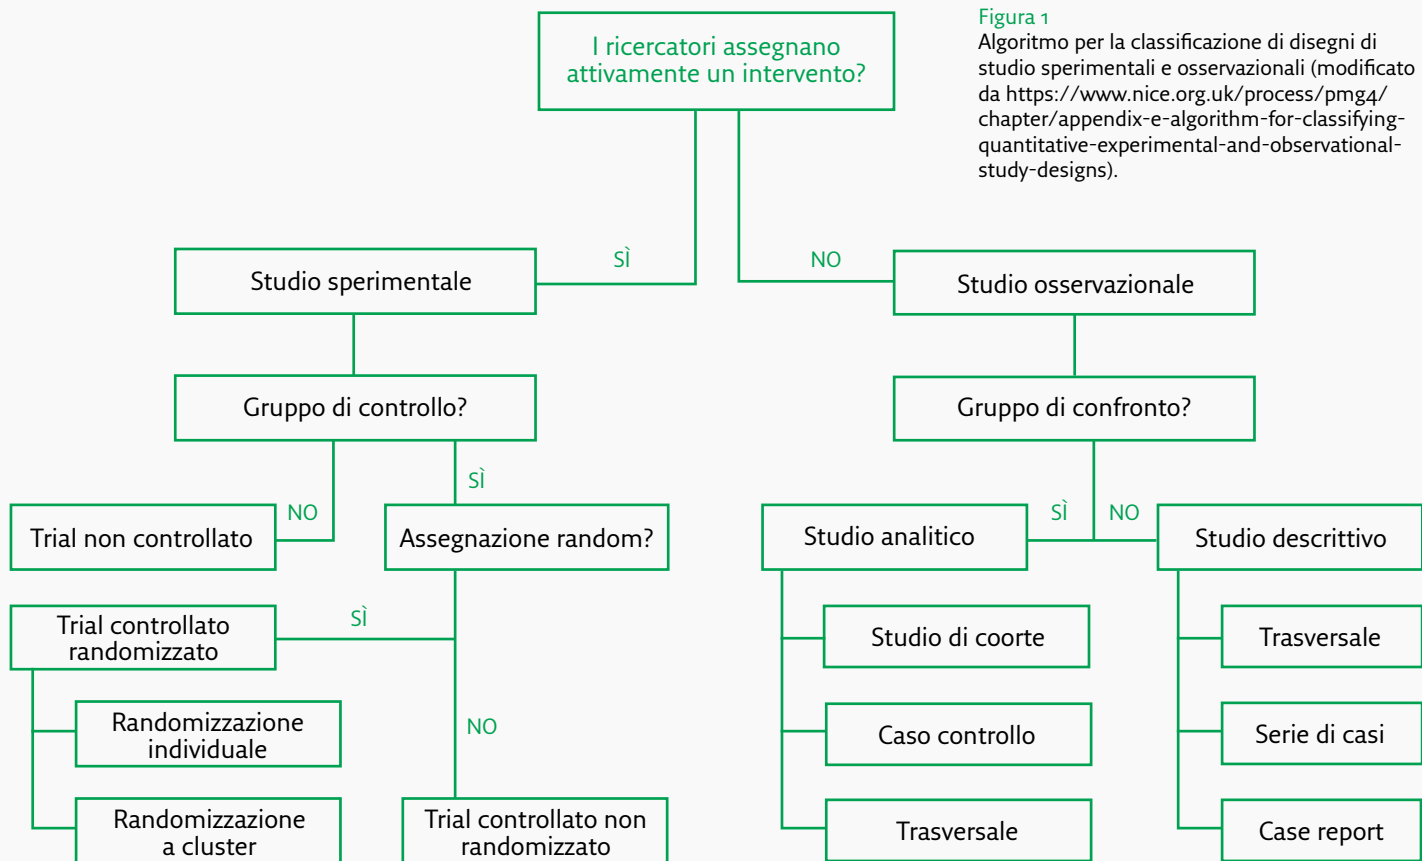 Figura 1
Algoritmo per la classificazione di disegni di
studio sperimentali e osservazionali (modificato
da https://www.nice.org.uk/process/pmg4/
chapter/appendix-e-algorithm-for-classifying-
quantitative-experimental-and-observational-
study-designs).
I ricercatori assegnano
attivamente un intervento?
SÌ
NO
Studio sperimentale
Studio osservazionale
Gruppo di controllo?
Gruppo di confronto?
NO
SÌ
SÌ
NO
Trial non controllato
Assegnazione random?
Studio analitico
Studio descrittivo
SÌ
Trial controllato
randomizzato
Studio di coorte
Trasversale
Randomizzazione
individuale
NO
Caso controllo
Serie di casi
Randomizzazione
a cluster
Trial controllato non
randomizzato
Trasversale
Case report